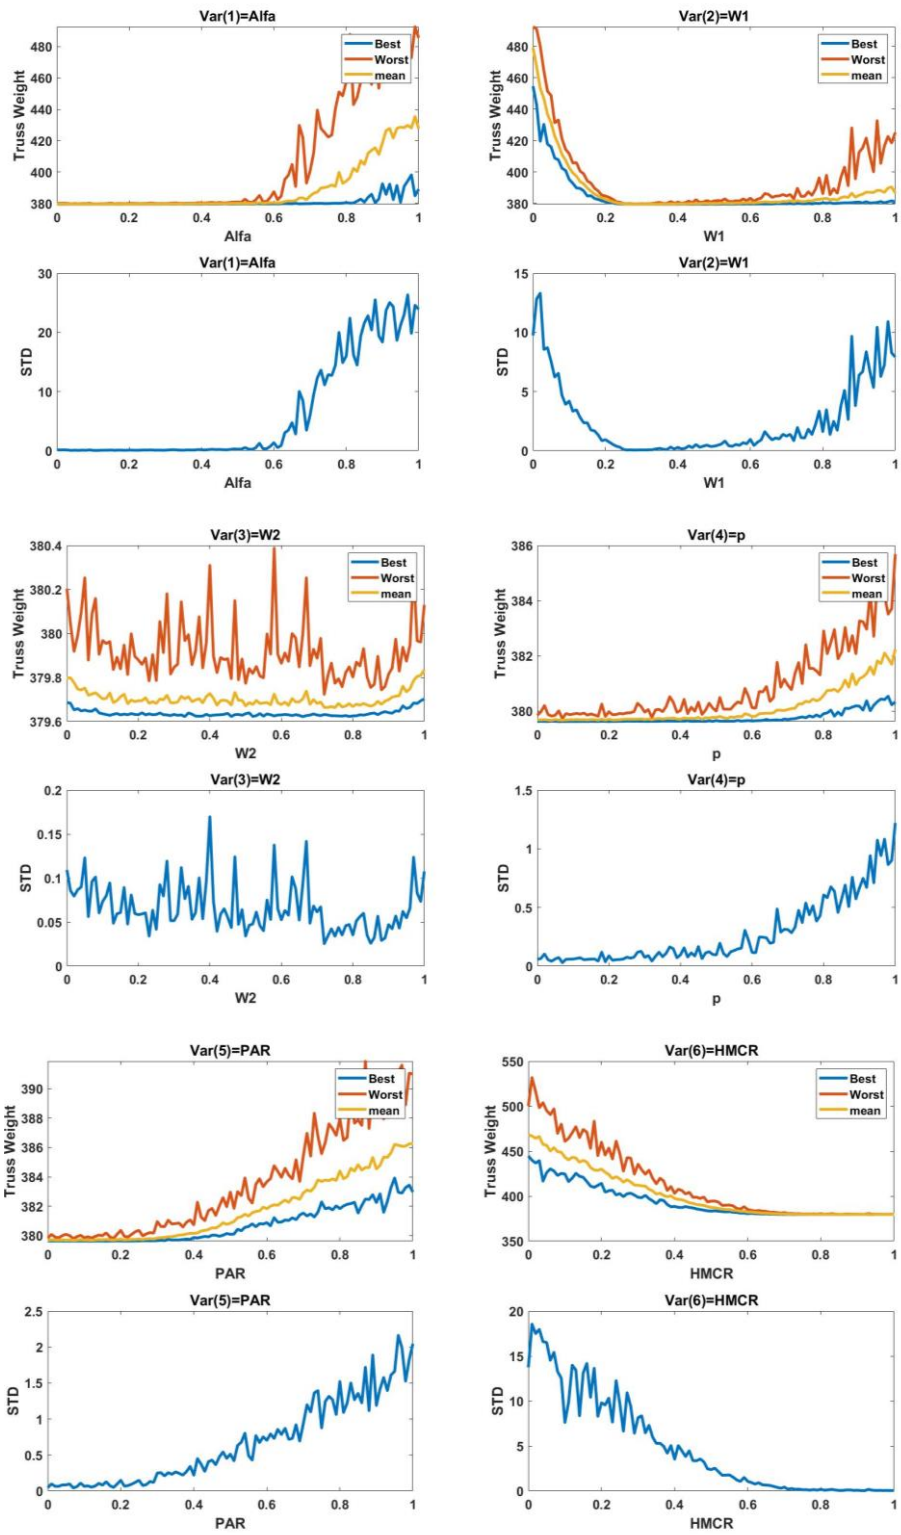 Var(1)=Alfa
Truss Weight
480
460
440
420
400
380
Best
Worst
mean
0 0.2 0.4 0.6 0.8 1
Alfa
Var(2)=W1
Truss Weight
480
460
440
420
400
380
Best
Worst
mean
0 0.2 0.4 0.6 0.8 1
W1
Var(1)=Alfa
STD
30
20
10
0
0 0.2 0.4 0.6 0.8 1
Alfa
Var(2)=W1
STD
15
10
5
0
0 0.2 0.4 0.6 0.8 1
W1
Var(3)=W2
Truss Weight
380.4
380.2
380
379.8
379.6
Best
Worst
mean
0 0.2 0.4 0.6 0.8 1
W2
Var(4)=p
Truss Weight
386
384
382
380
Best
Worst
mean
0 0.2 0.4 0.6 0.8 1
p
Var(3)=W2
STD
0.2
0.15
0.1
0.05
0
0 0.2 0.4 0.6 0.8 1
W2
Var(4)=p
STD
1.5
1
0.5
0
0 0.2 0.4 0.6 0.8 1
p
Var(5)=PAR
Truss Weight
390
388
386
384
382
380
Best
Worst
mean
0 0.2 0.4 0.6 0.8 1
PAR
Var(6)=HMCR
Truss Weight
550
500
450
400
350
Best
Worst
mean
0 0.2 0.4 0.6 0.8 1
HMCR
Var(5)=PAR
STD
2.5
2
1.5
1
0.5
0
0 0.2 0.4 0.6 0.8 1
PAR
Var(6)=HMCR
STD
20
15
10
5
0
0 0.2 0.4 0.6 0.8 1
HMCR